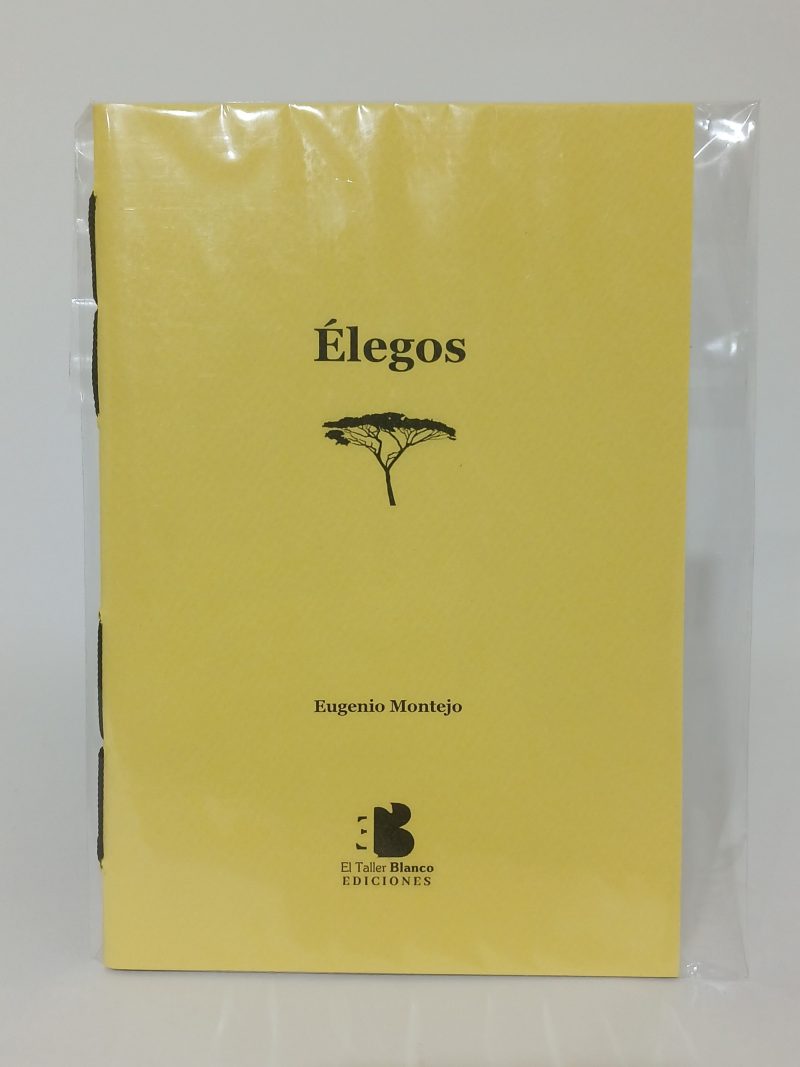 Élegos
Eugenio Montejo
El Taller Blanco
EDICIONES